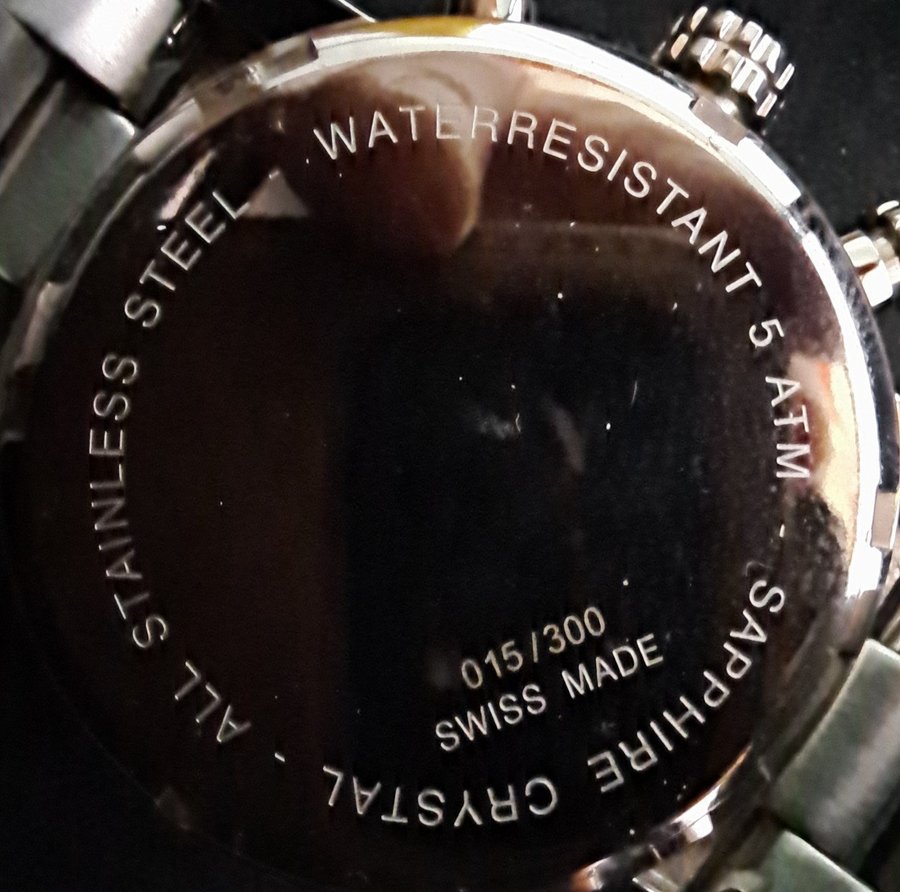 WATERRESISTANT 5 ATM - SAPPHIRE CRYSTAL - ALL STAINLESS STEEL
015/300
SWISS MADE